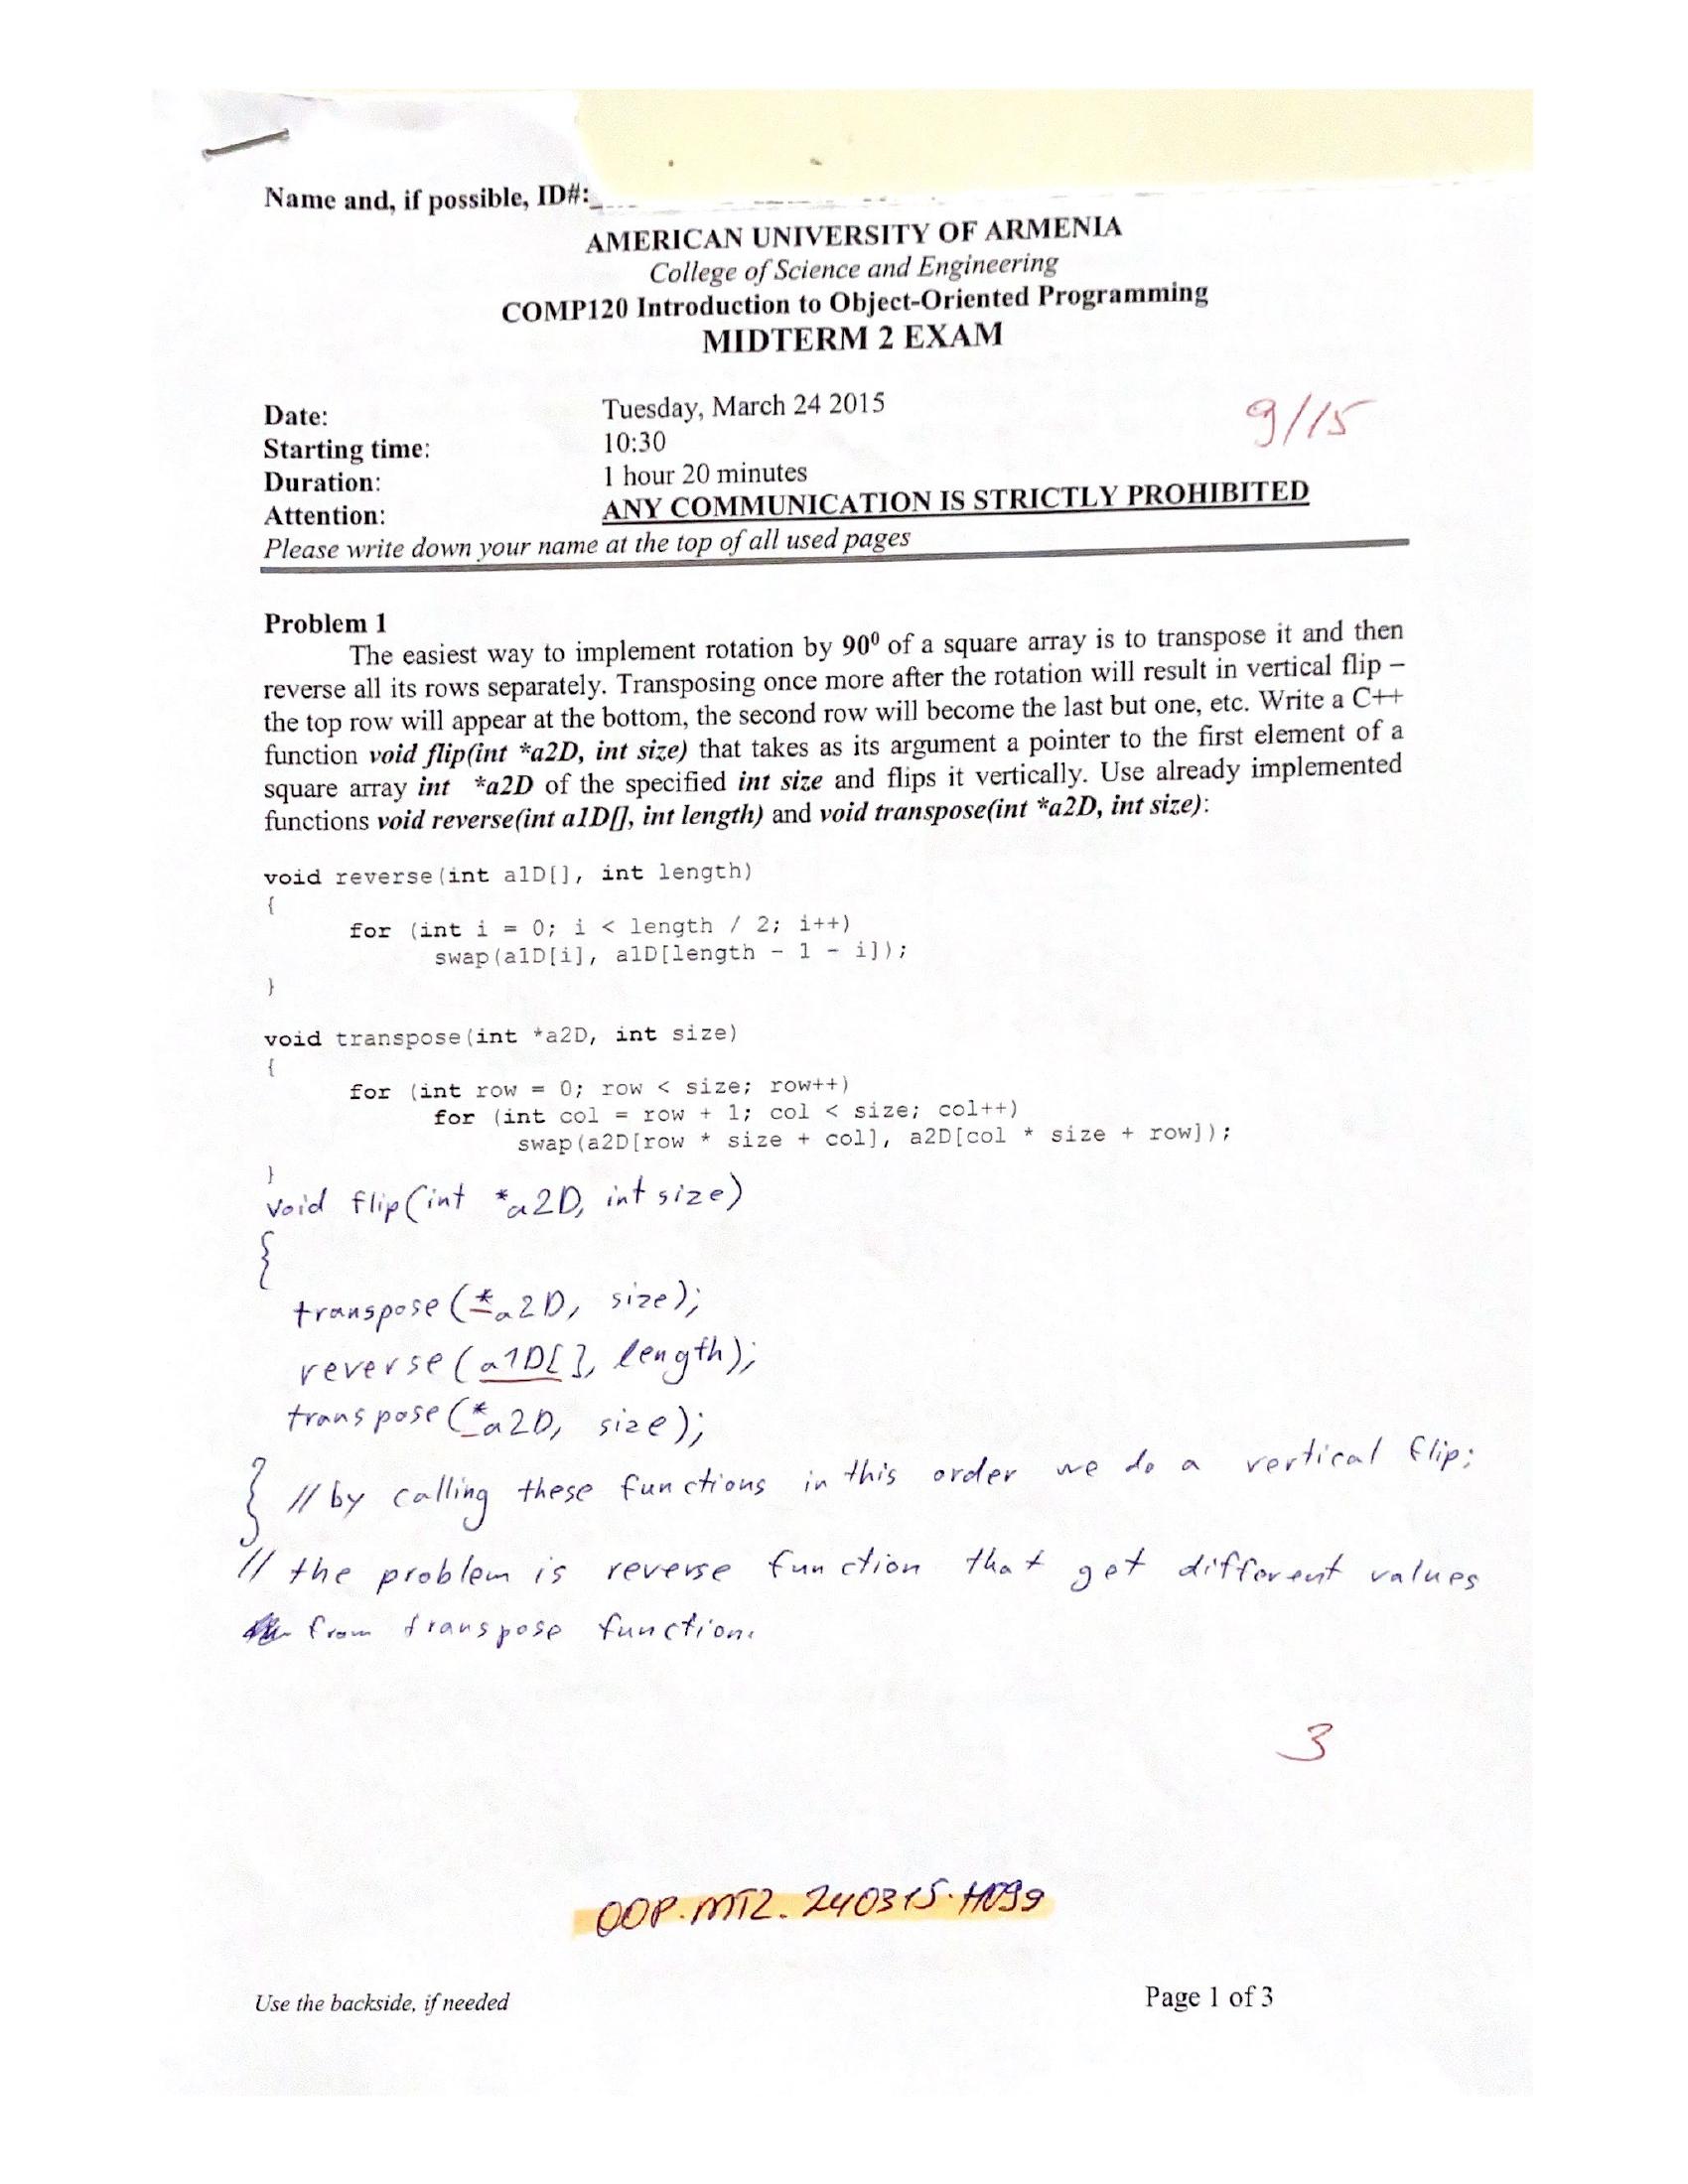 Name and, if possible, ID#:
AMERICAN UNIVERSITY OF ARMENIA
College of Science and Engineering
COMP120 Introduction to Object-Oriented Programming
MIDTERM 2 EXAM
Date: Tuesday, March 24 2015
9/15
Starting time: 10:30
Duration: 1 hour 20 minutes
Attention: ANY COMMUNICATION IS STRICTLY PROHIBITED
Please write down your name at the top of all used pages
Problem 1
The easiest way to implement rotation by 90⁰ of a square array is to transpose it and then
reverse all its rows separately. Transposing once more after the rotation will result in vertical flip –
the top row will appear at the bottom, the second row will become the last but one, etc. Write a C++
function void flip(int *a2D, int size) that takes as its argument a pointer to the first element of a
square array int *a2D of the specified int size and flips it vertically. Use already implemented
functions void reverse(int a1D[], int length) and void transpose(int *a2D, int size):
void reverse(int a1D[], int length)
{
for (int i = 0; i < length / 2; i++)
swap(a1D[i], a1D[length - 1 - i]);
}
void transpose(int *a2D, int size)
{
for (int row = 0; row < size; row++)
for (int col = row + 1; col < size; col++)
swap(a2D[row * size + col], a2D[col * size + row]);
}
void flip(int *a2D, int size)
{
transpose(*a2D, size);
reverse(a1D[], length);
transpose(*a2D, size);
} // by calling these functions in this order we do a vertical flip;
// the problem is reverse function that get different values
from transpose function.
3
OOP.MT2.240315.H099
Use the backside, if needed
Page 1 of 3